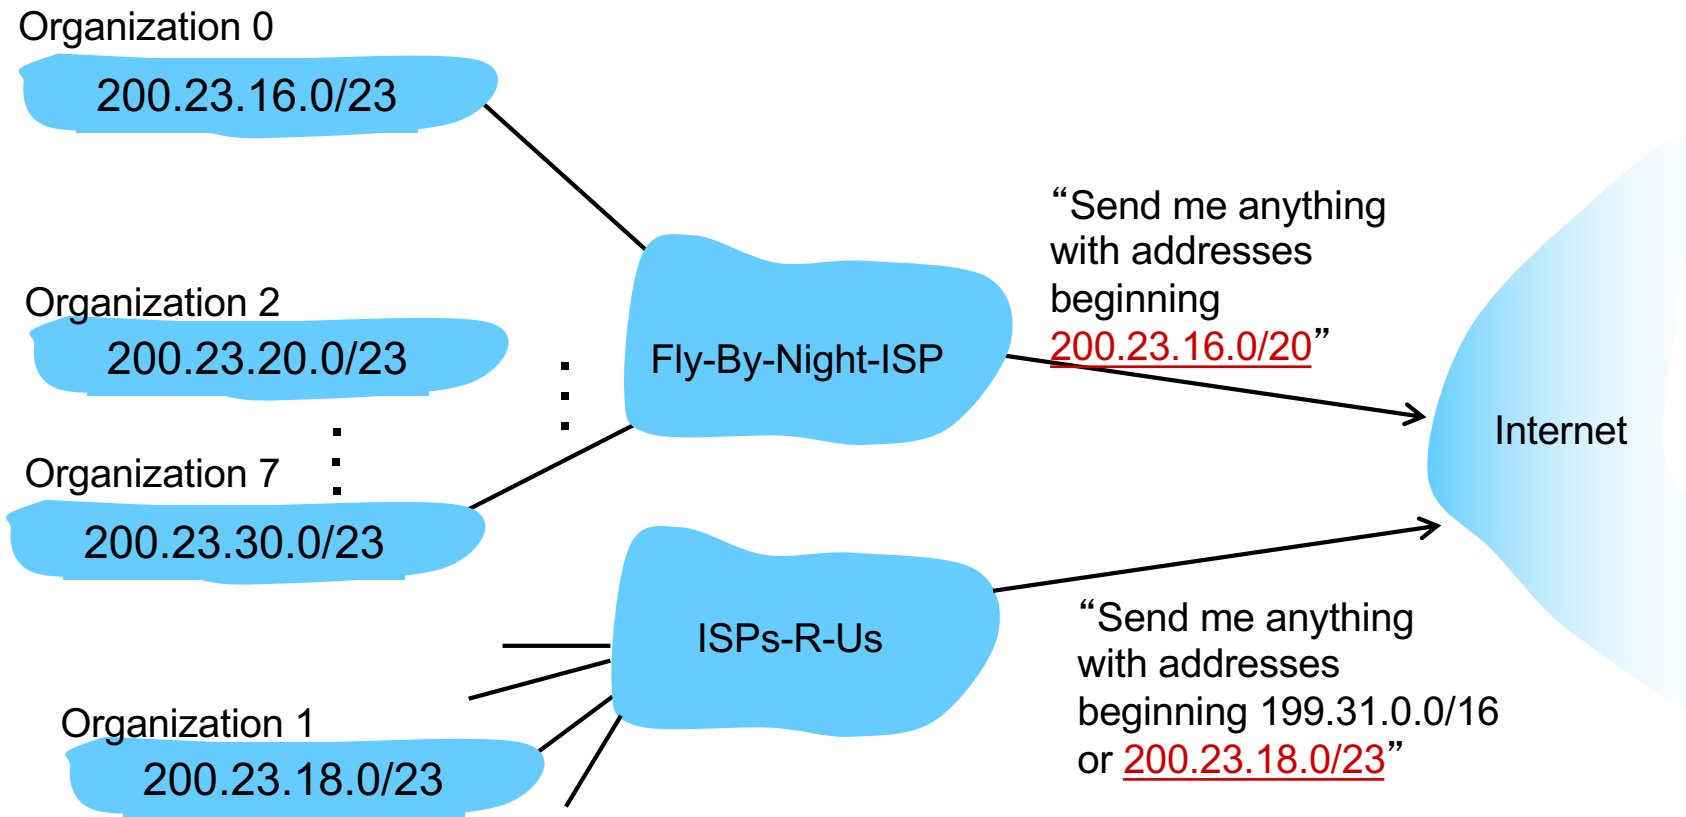 Organization 0
200.23.16.0/23
Organization 2
200.23.20.0/23
Organization 7
200.23.30.0/23
Fly-By-Night-ISP
“Send me anything
with addresses
beginning
200.23.16.0/20”
Internet
ISPs-R-Us
Organization 1
200.23.18.0/23
“Send me anything
with addresses
beginning 199.31.0.0/16
or 200.23.18.0/23”